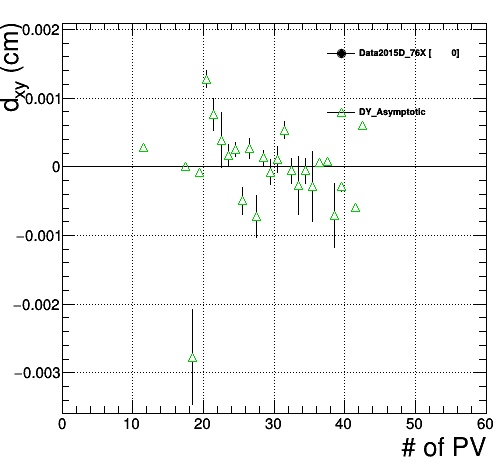 d_xy (cm)
0.002
0.001
0
−0.001
−0.002
−0.003
Data2015D_76X [ 0]
DY_Asymptotic
0 10 20 30 40 50 60
# of PV